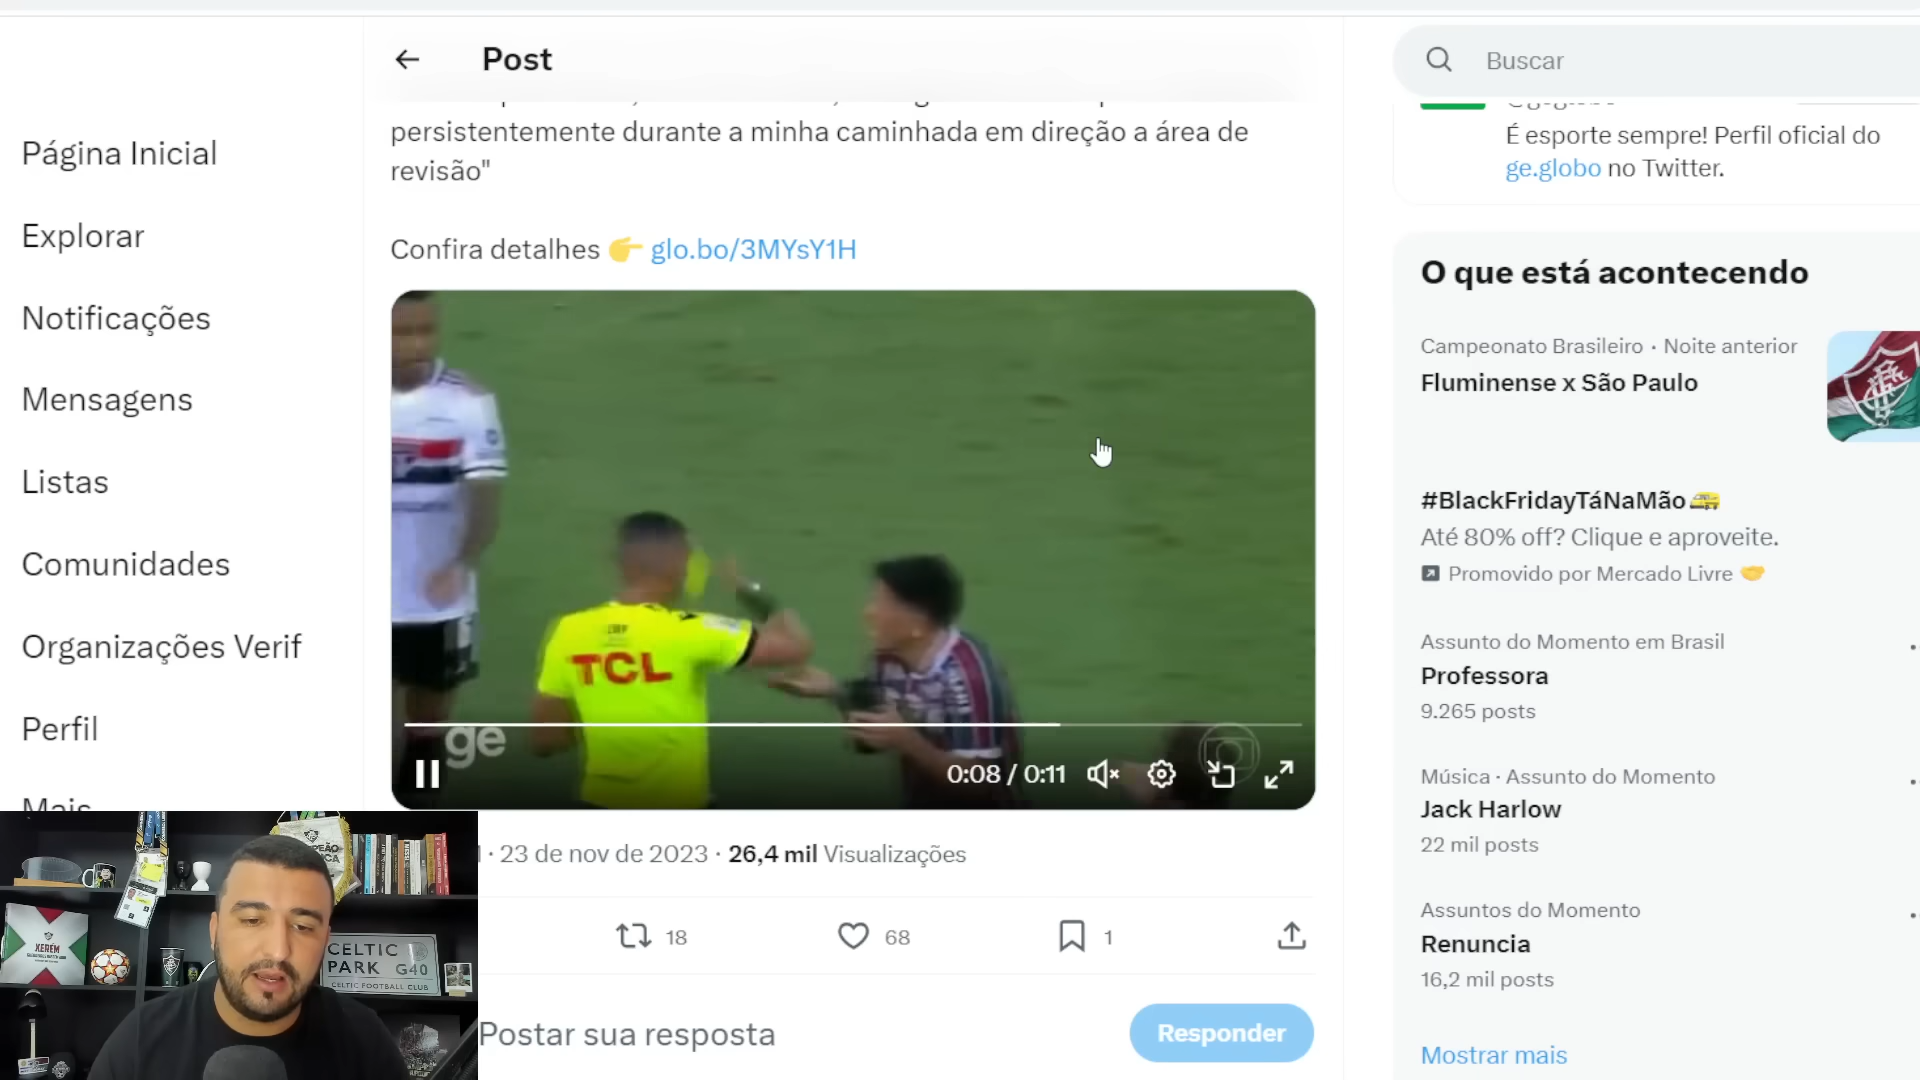 Post
Buscar
persistentemente durante a minha caminhada em direção a área de
revisão"
Confira detalhes 👉 glo.bo/3MYsY1H
Página Inicial
Explorar
Notificações
Mensagens
Listas
Comunidades
Organizações Verif
Perfil
Mais
TCL
ge
0:08 / 0:11
· 23 de nov de 2023 · 26,4 mil Visualizações
18
68
1
Postar sua resposta
Responder
É esporte sempre! Perfil oficial do
ge.globo no Twitter.
O que está acontecendo
Campeonato Brasileiro · Noite anterior
Fluminense x São Paulo
#BlackFridayTáNaMão
Até 80% off? Clique e aproveite.
Promovido por Mercado Livre 🤝
Assunto do Momento em Brasil
Professora
9.265 posts
Música · Assunto do Momento
Jack Harlow
22 mil posts
Assuntos do Momento
Renuncia
16,2 mil posts
Mostrar mais
XERÉM
CELTIC
PARK G40
CELTIC FOOTBALL CLUB